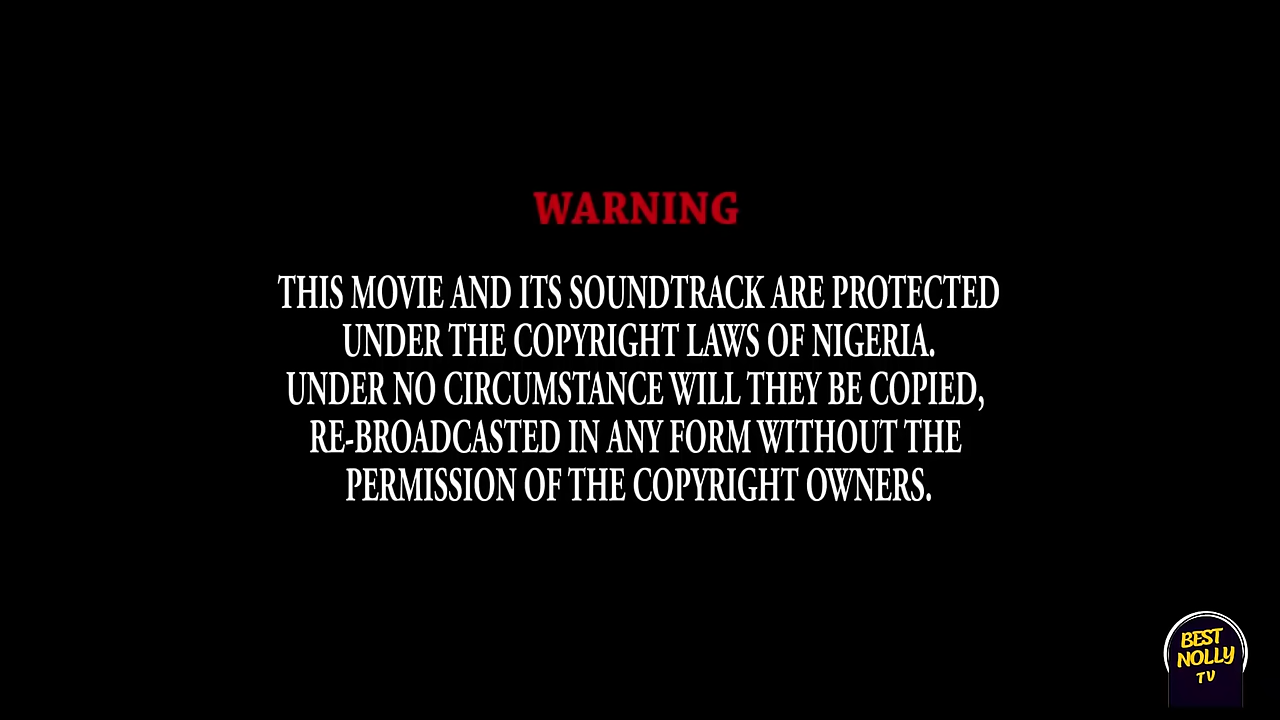 WARNING
THIS MOVIE AND ITS SOUNDTRACK ARE PROTECTED
UNDER THE COPYRIGHT LAWS OF NIGERIA.
UNDER NO CIRCUMSTANCE WILL THEY BE COPIED,
RE-BROADCASTED IN ANY FORM WITHOUT THE
PERMISSION OF THE COPYRIGHT OWNERS.
BEST
NOLLY
TV